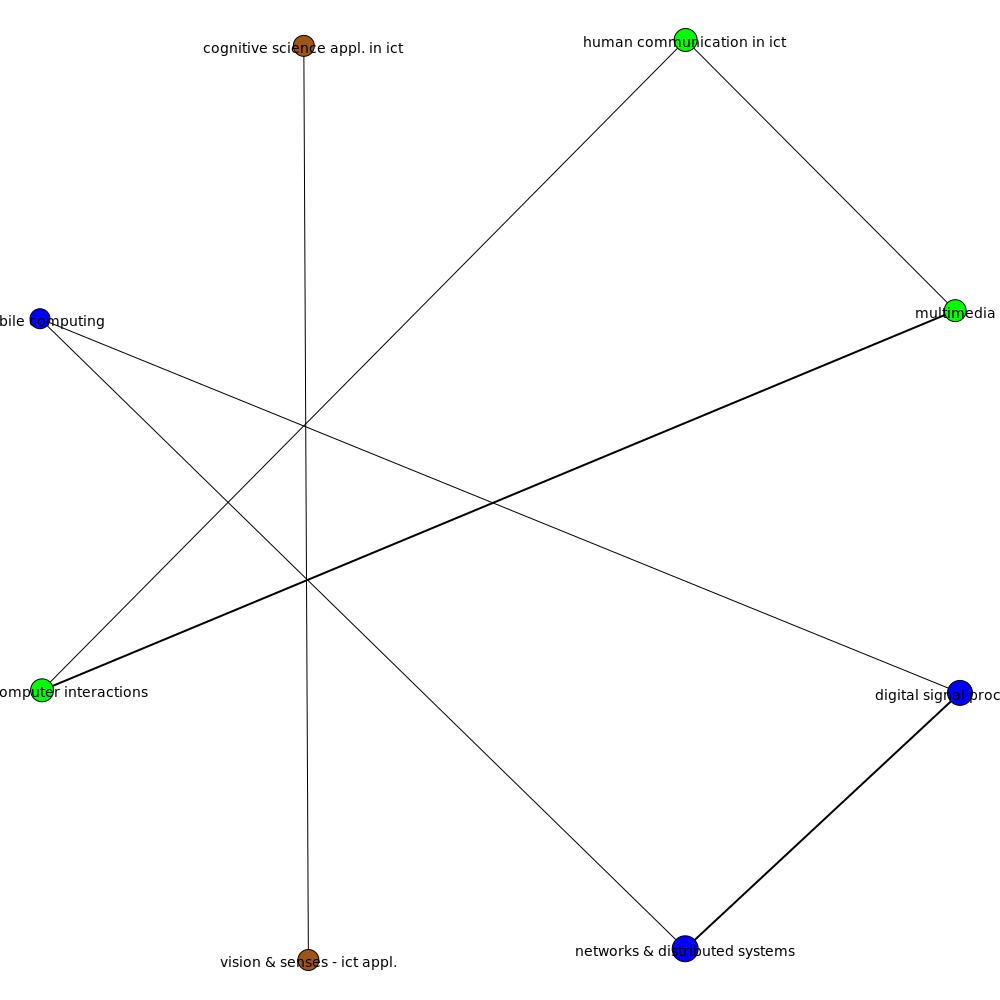 human communication in ict
cognitive science appl. in ict
multimedia
bile computing
omputer interactions
digital signal proc
networks & distributed systems
vision & senses - ict appl.